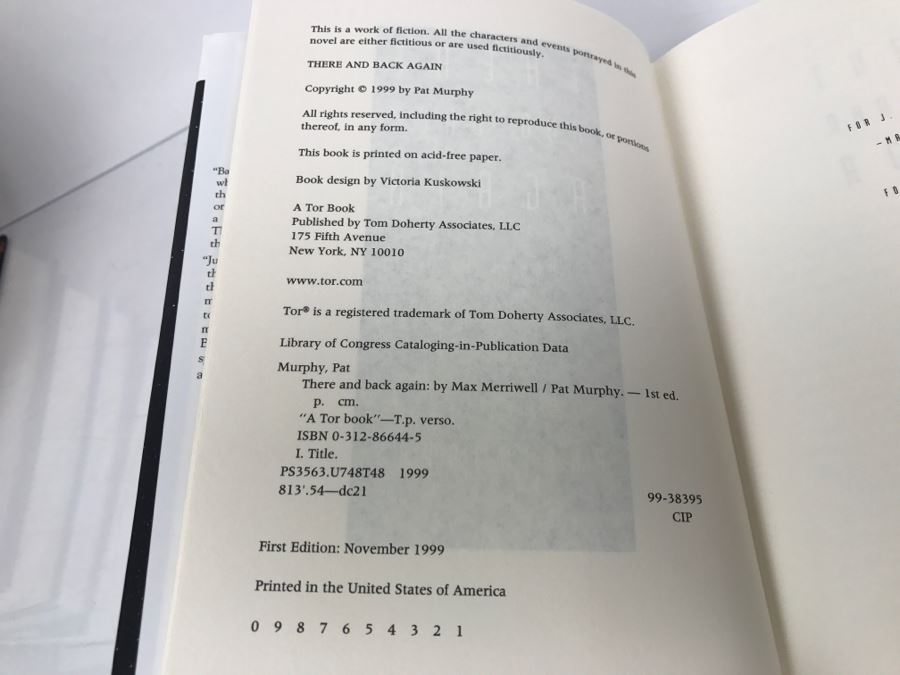 This is a work of fiction. All the characters and events portrayed in this
novel are either fictitious or are used fictitiously.
THERE AND BACK AGAIN
Copyright © 1999 by Pat Murphy
All rights reserved, including the right to reproduce this book, or portions
thereof, in any form.
This book is printed on acid-free paper.
Book design by Victoria Kuskowski
A Tor Book
Published by Tom Doherty Associates, LLC
175 Fifth Avenue
New York, NY 10010
www.tor.com
Tor® is a registered trademark of Tom Doherty Associates, LLC.
Library of Congress Cataloging-in-Publication Data
Murphy, Pat
There and back again: by Max Merriwell / Pat Murphy. — 1st ed.
p. cm.
"A Tor book"—T.p. verso.
ISBN 0-312-86644-5
I. Title.
PS3563.U748T48 1999
813'.54—dc21
99-38395
CIP
First Edition: November 1999
Printed in the United States of America
0 9 8 7 6 5 4 3 2 1
FOR J.